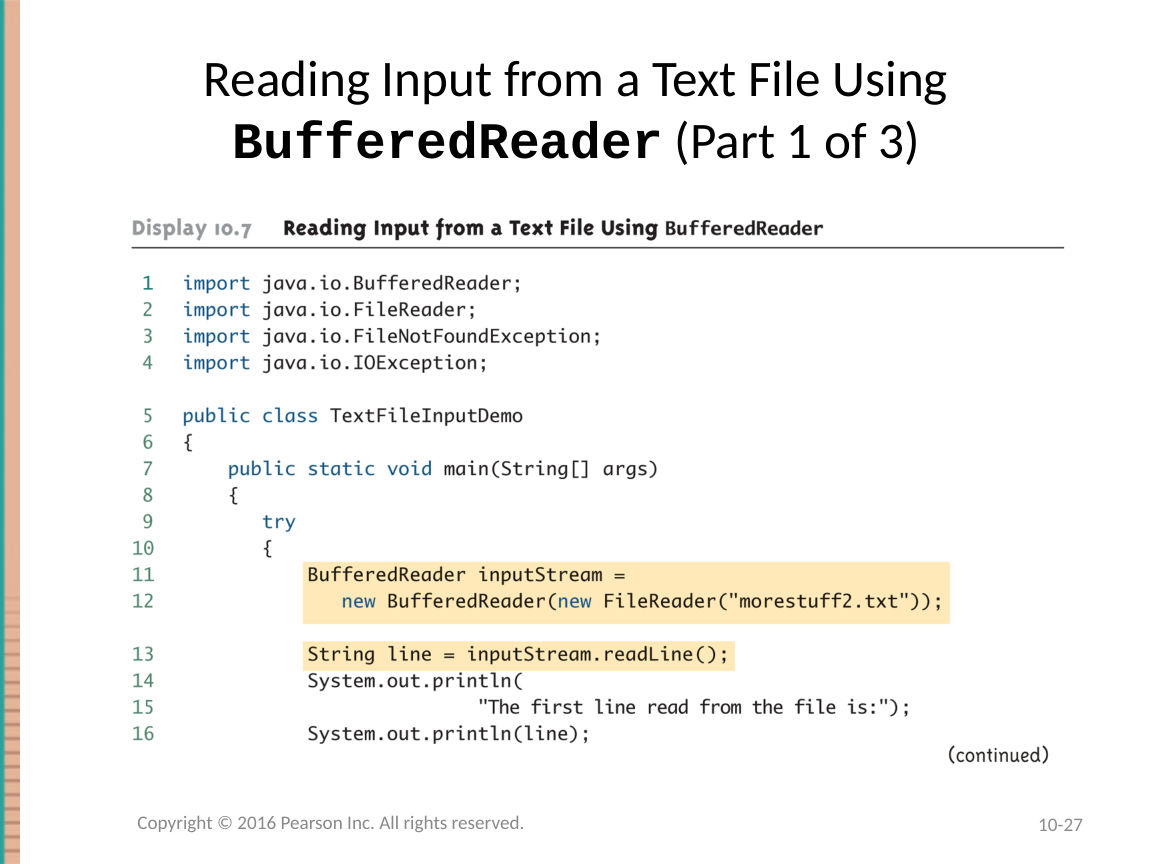 Reading Input from a Text File Using
BufferedReader (Part 1 of 3)
Display 10.7 Reading Input from a Text File Using BufferedReader
1 import java.io.BufferedReader;
2 import java.io.FileReader;
3 import java.io.FileNotFoundException;
4 import java.io.IOException;
5 public class TextFileInputDemo
6 {
7 public static void main(String[] args)
8 {
9 try
10 {
11 BufferedReader inputStream =
12 new BufferedReader(new FileReader("morestuff2.txt"));
13 String line = inputStream.readLine();
14 System.out.println(
15 "The first line read from the file is:");
16 System.out.println(line);
(continued)
Copyright © 2016 Pearson Inc. All rights reserved.
10-27